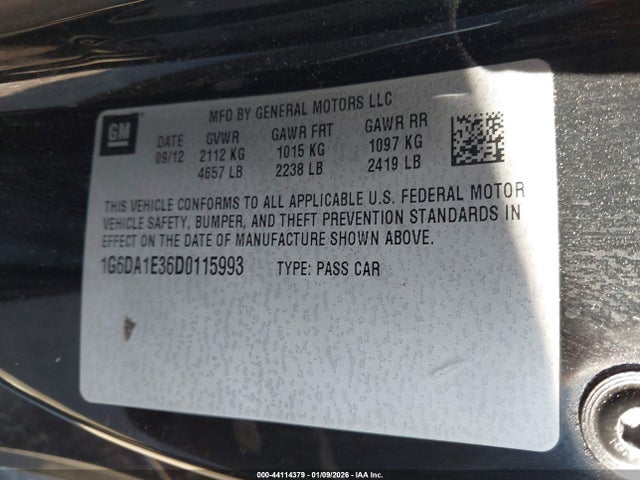 MFD BY GENERAL MOTORS LLC
GM
DATE GVWR GAWR FRT GAWR RR
09/12 2112 KG 1015 KG 1097 KG
4657 LB 2238 LB 2419 LB
THIS VEHICLE CONFORMS TO ALL APPLICABLE U.S. FEDERAL MOTOR
VEHICLE SAFETY, BUMPER, AND THEFT PREVENTION STANDARDS IN
EFFECT ON THE DATE OF MANUFACTURE SHOWN ABOVE.
1G6DA1E36D0115993 TYPE: PASS CAR
000-44114379 - 01/09/2026 - IAA Inc.